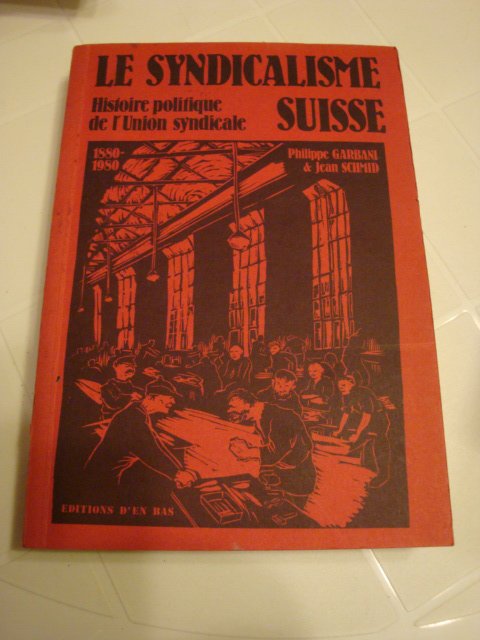 LE SYNDICALISME
SUISSE
Histoire politique
de l'Union syndicale
1880-
1980
Philippe GARBANI
& Jean SCHMID
EDITIONS D'EN BAS